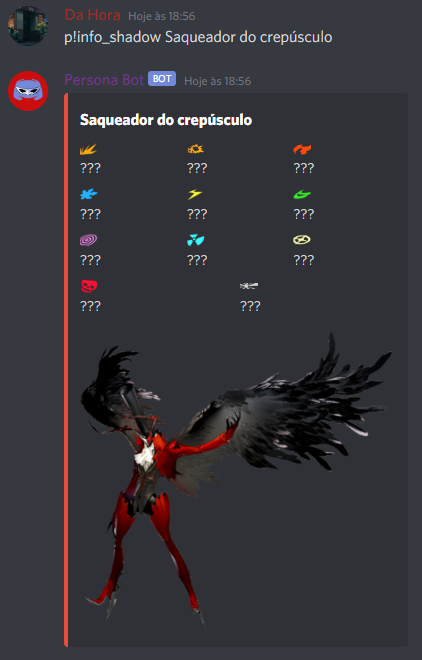 Da Hora Hoje às 18:56
p!info_shadow Saqueador do crepúsculo
Persona Bot BOT Hoje às 18:56
Saqueador do crepúsculo
??? ??? ???
??? ??? ???
??? ??? ???
??? ???